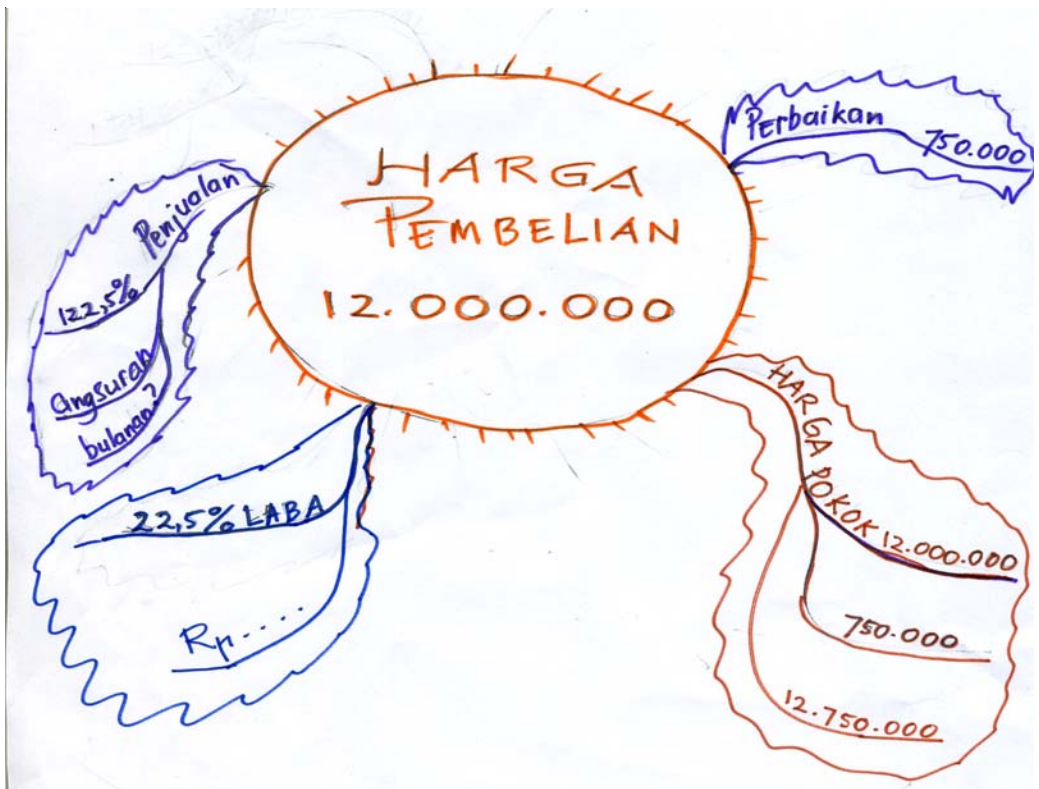 HARGA
PEMBELIAN
12.000.000
Perbaikan
750.000
HARGA POKOK
12.000.000
750.000
12.750.000
22,5% LABA
Rp....
Penjualan
122,5%
angsuran
bulanan?